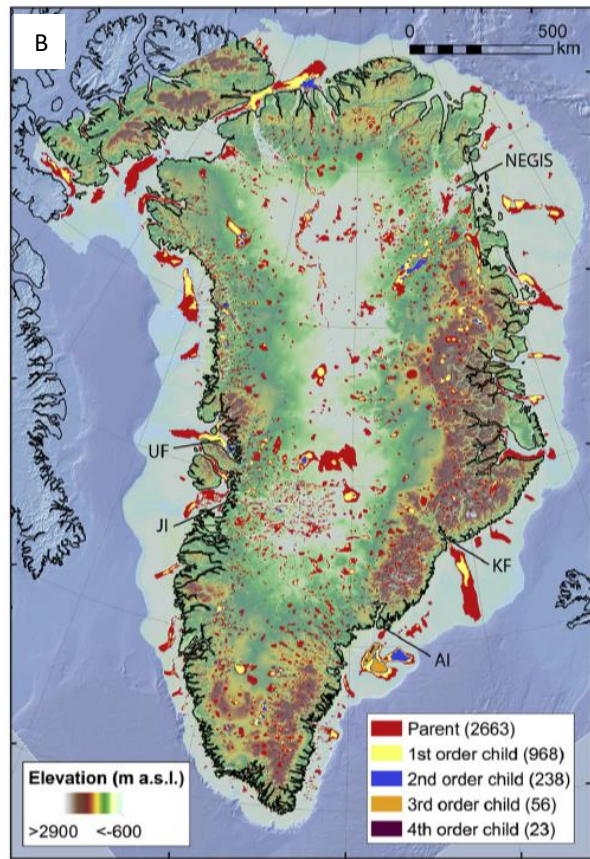 B
0 500
km
NEGIS
UF
JI
KF
AI
Parent (2663)
1st order child (968)
2nd order child (238)
3rd order child (56)
4th order child (23)
Elevation (m a.s.l.)
>2900 <-600